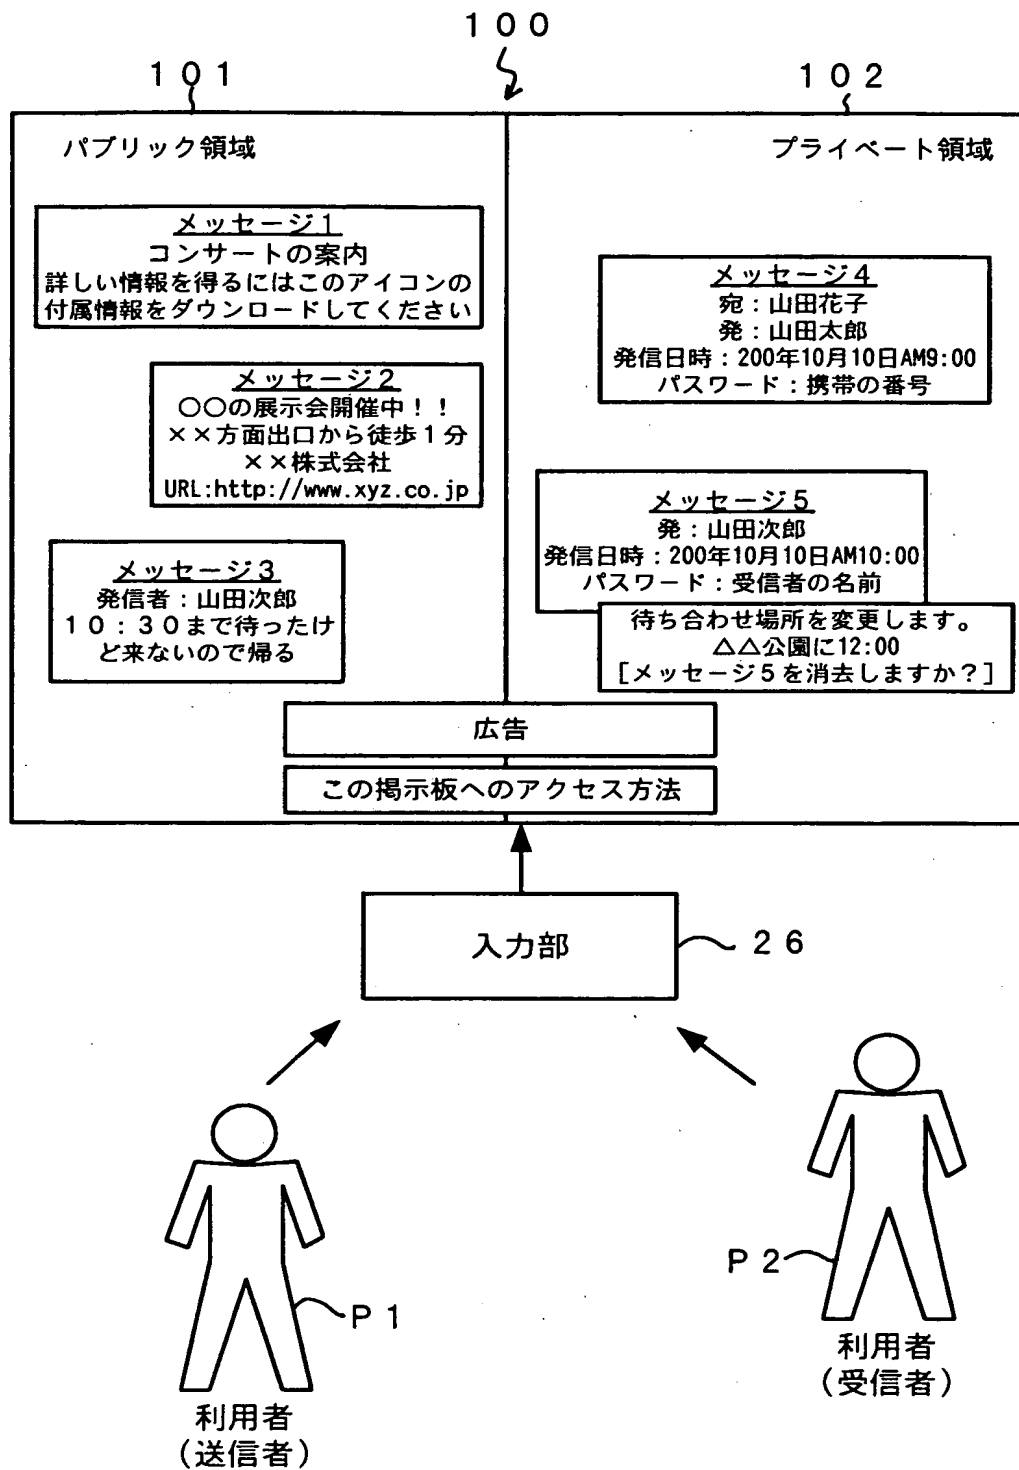 １００
１０１
１０２
パブリック領域
プライベート領域
メッセージ１
コンサートの案内
詳しい情報を得るにはこのアイコンの
付属情報をダウンロードしてください
メッセージ２
○○の展示会開催中！！
××方面出口から徒歩１分
××株式会社
URL:http://www.xyz.co.jp
メッセージ３
発信者：山田次郎
１０：３０まで待ったけ
ど来ないので帰る
メッセージ４
宛：山田花子
発：山田太郎
発信日時：200年10月10日AM9:00
パスワード：携帯の番号
メッセージ５
発：山田次郎
発信日時：200年10月10日AM10:00
パスワード：受信者の名前
待ち合わせ場所を変更します。
△△公園に12:00
［メッセージ５を消去しますか？］
広告
この掲示板へのアクセス方法
入力部
２６
Ｐ１
利用者
（送信者）
Ｐ２
利用者
（受信者）